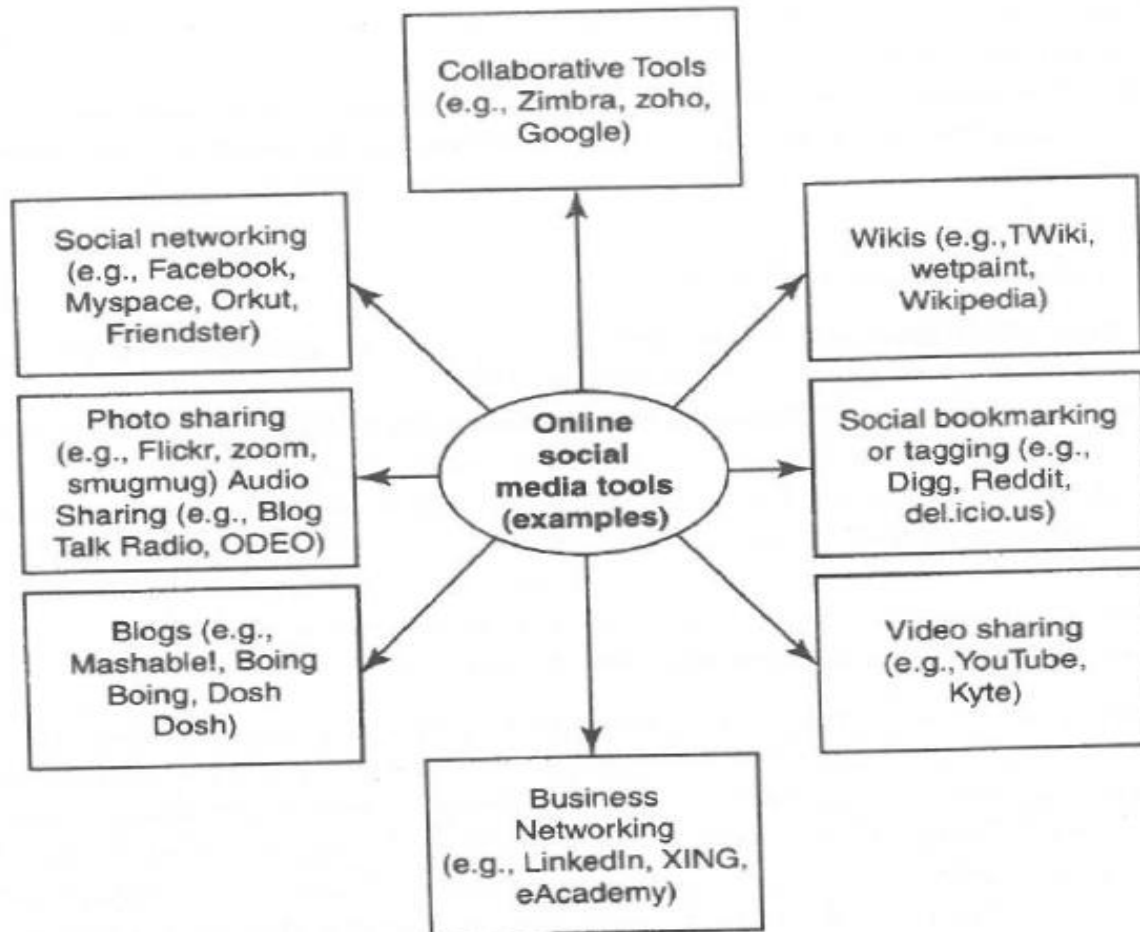 Collaborative Tools
(e.g., Zimbra, zoho,
Google)
Social networking
(e.g., Facebook,
Myspace, Orkut,
Friendster)
Wikis (e.g.,TWiki,
wetpaint,
Wikipedia)
Photo sharing
(e.g., Flickr, zoom,
smugmug) Audio
Sharing (e.g., Blog
Talk Radio, ODEO)
Online
social
media tools
(examples)
Social bookmarking
or tagging (e.g.,
Digg, Reddit,
del.icio.us)
Blogs (e.g.,
Mashable!, Boing
Boing, Dosh
Dosh)
Video sharing
(e.g.,YouTube,
Kyte)
Business
Networking
(e.g., LinkedIn, XING,
eAcademy)